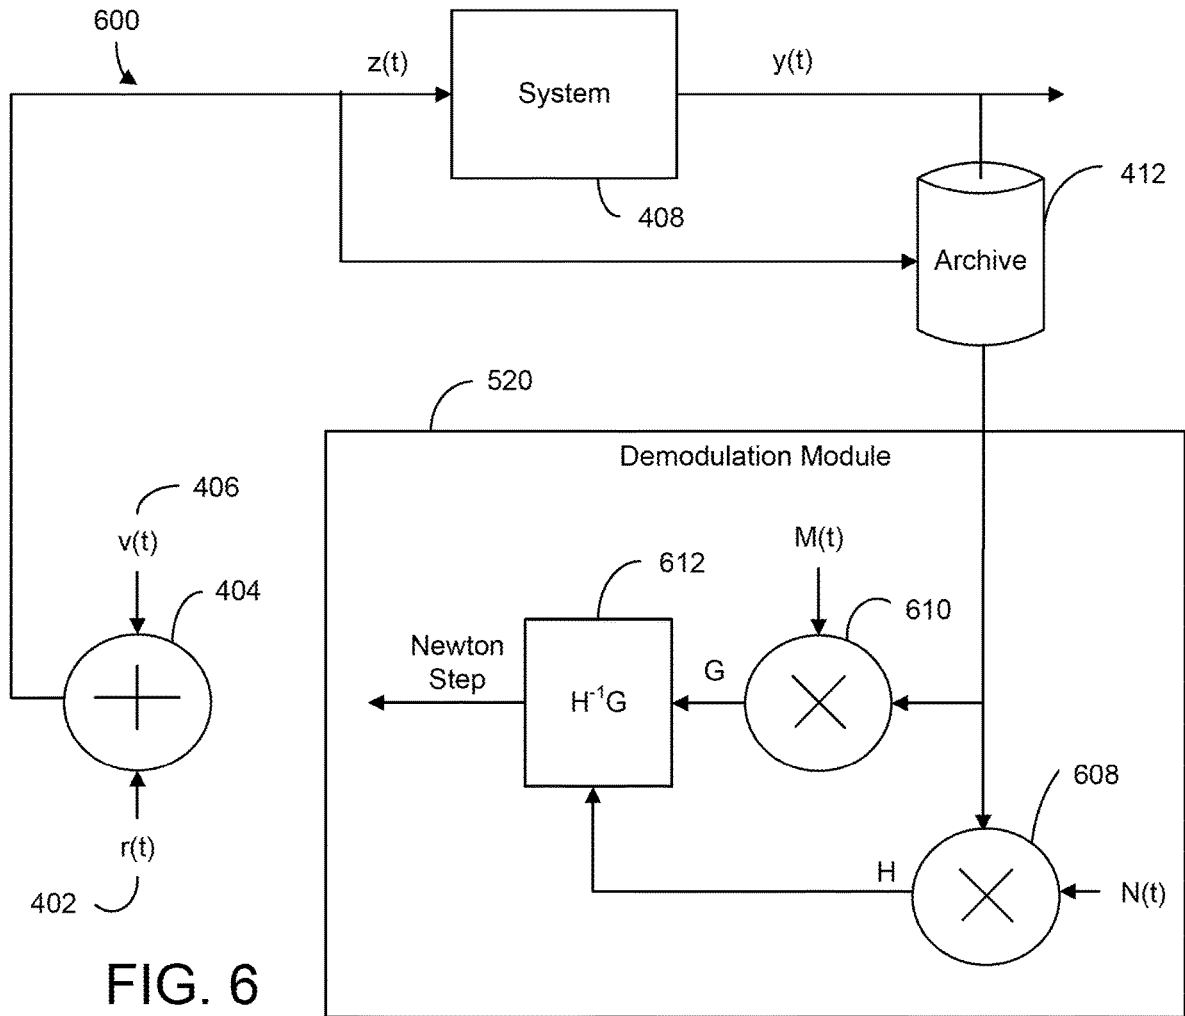 600
z(t)
System
y(t)
408
412
Archive
520
Demodulation Module
406
v(t)
404
r(t)
402
M(t)
612
610
Newton
Step
H⁻¹G
G
608
H
N(t)
FIG. 6